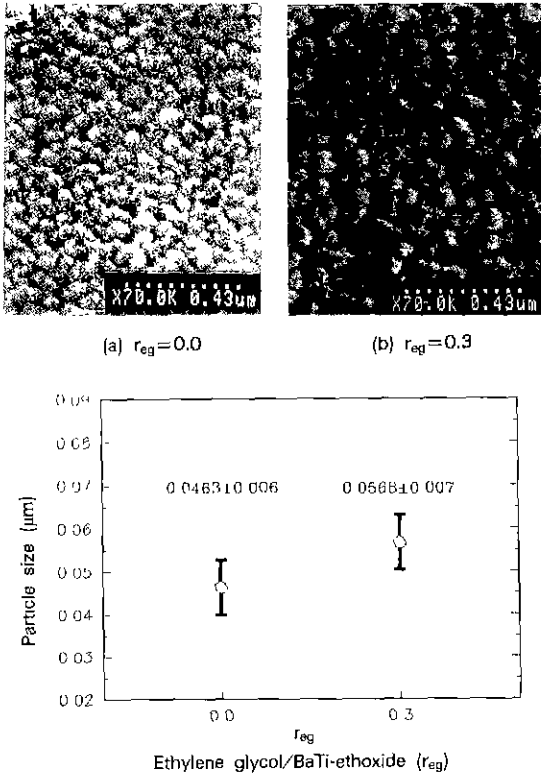 X70.0K 0.43um
X70.0K 0.43um
(a) r_eg=0.0
(b) r_eg=0.3
0.09
0.08
0.07
0.06
0.05
0.04
0.03
0.02
0.0463±0.006
0.0568±0.007
Particle size (μm)
0.0
0.3
r_eg
Ethylene glycol/BaTi-ethoxide (r_eg)